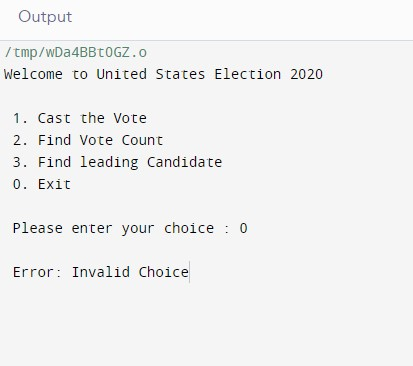 Output
/tmp/wDa4BBtOGZ.o
Welcome to United States Election 2020
1. Cast the Vote
2. Find Vote Count
3. Find leading Candidate
0. Exit
Please enter your choice : 0
Error: Invalid Choice